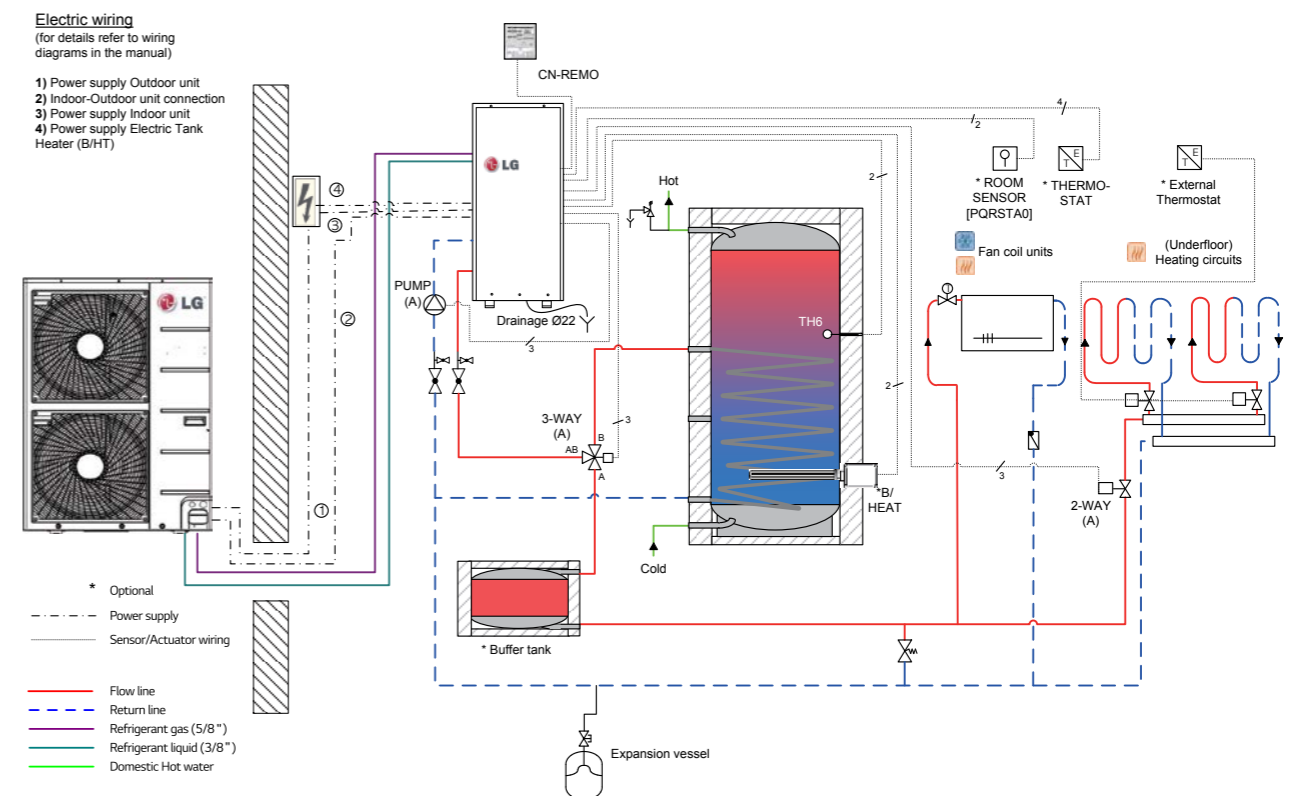 Electric wiring
(for details refer to wiring
diagrams in the manual)
1) Power supply Outdoor unit
2) Indoor-Outdoor unit connection
3) Power supply Indoor unit
4) Power supply Electric Tank
Heater (B/HT)
CN-REMO
LG
④
③
②
①
LG
PUMP
(A)
Drainage Ø22
3
Hot
TH6
2
2
3-WAY
(A)
B
AB
A
3
*B/
HEAT
Cold
* Buffer tank
4
2
* ROOM
SENSOR
[PQRSTA0]
T E
* THERMO-
STAT
T E
* External
Thermostat
Fan coil units
(Underfloor)
Heating circuits
3
2-WAY
(A)
Expansion vessel
* Optional
Power supply
Sensor/Actuator wiring
Flow line
Return line
Refrigerant gas (5/8")
Refrigerant liquid (3/8")
Domestic Hot water